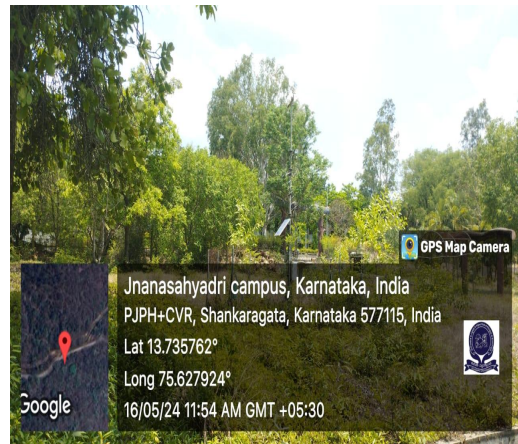 GPS Map Camera
Jnanasahyadri campus, Karnataka, India
PJPH+CVR, Shankaragata, Karnataka 577115, India
Lat 13.735762°
Long 75.627924°
16/05/24 11:54 AM GMT +05:30
Google